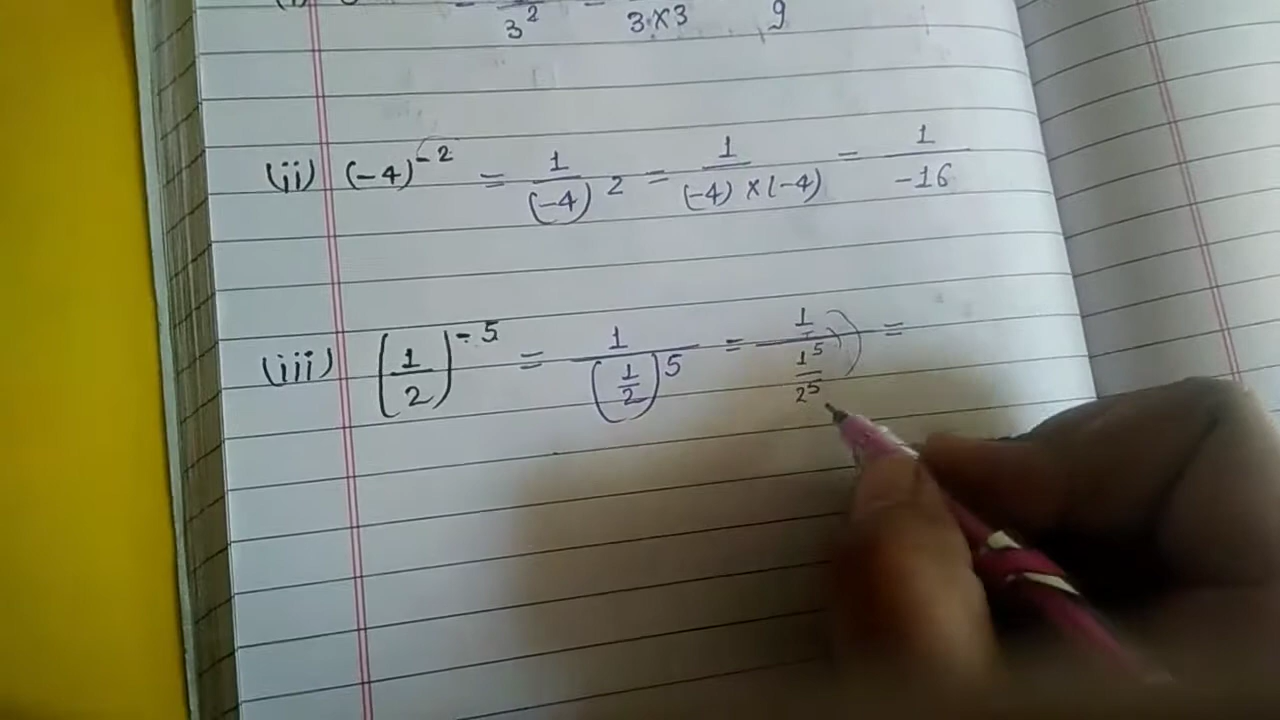 = 3² = 3×3 9
(ii) (-4)⁻² = 1/(-4)² = 1/(-4)×(-4) = 1/-16
(iii) (1/2)⁻⁵ = 1/(1/2)⁵ = 1/(1⁵/2⁵) =